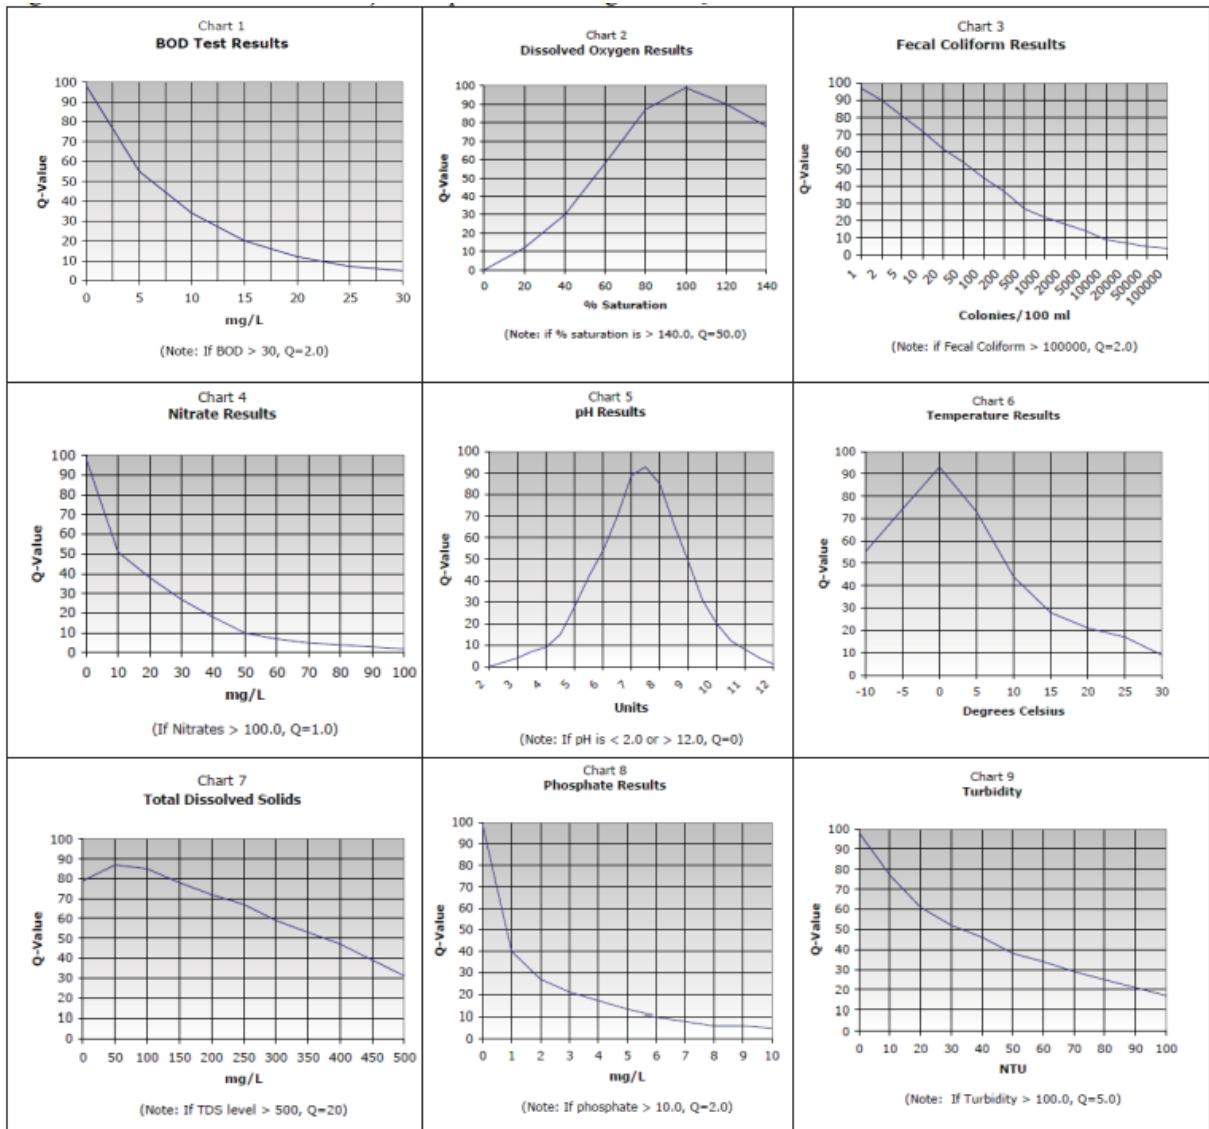 Chart 1
BOD Test Results
Q-Value
100
90
80
70
60
50
40
30
20
10
0
0 5 10 15 20 25 30
mg/L
(Note: If BOD > 30, Q=2.0)
Chart 2
Dissolved Oxygen Results
Q-Value
100
90
80
70
60
50
40
30
20
10
0
0 20 40 60 80 100 120 140
% Saturation
(Note: if % saturation is > 140.0, Q=50.0)
Chart 3
Fecal Coliform Results
Q-Value
100
90
80
70
60
50
40
30
20
10
0
1 2 5 10 20 50 100 200 500 1000 2000 5000 10000 20000 50000 100000
Colonies/100 ml
(Note: if Fecal Coliform > 100000, Q=2.0)
Chart 4
Nitrate Results
Q-Value
100
90
80
70
60
50
40
30
20
10
0
0 10 20 30 40 50 60 70 80 90 100
mg/L
(If Nitrates > 100.0, Q=1.0)
Chart 5
pH Results
Q-Value
100
90
80
70
60
50
40
30
20
10
0
2 3 4 5 6 7 8 9 10 11 12
Units
(Note: If pH is < 2.0 or > 12.0, Q=0)
Chart 6
Temperature Results
Q-Value
100
90
80
70
60
50
40
30
20
10
0
-10 -5 0 5 10 15 20 25 30
Degrees Celsius
Chart 7
Total Dissolved Solids
Q-Value
100
90
80
70
60
50
40
30
20
10
0
0 50 100 150 200 250 300 350 400 450 500
mg/L
(Note: If TDS level > 500, Q=20)
Chart 8
Phosphate Results
Q-Value
100
90
80
70
60
50
40
30
20
10
0
0 1 2 3 4 5 6 7 8 9 10
mg/L
(Note: If phosphate > 10.0, Q=2.0)
Chart 9
Turbidity
Q-Value
100
90
80
70
60
50
40
30
20
10
0
0 10 20 30 40 50 60 70 80 90 100
NTU
(Note: If Turbidity > 100.0, Q=5.0)